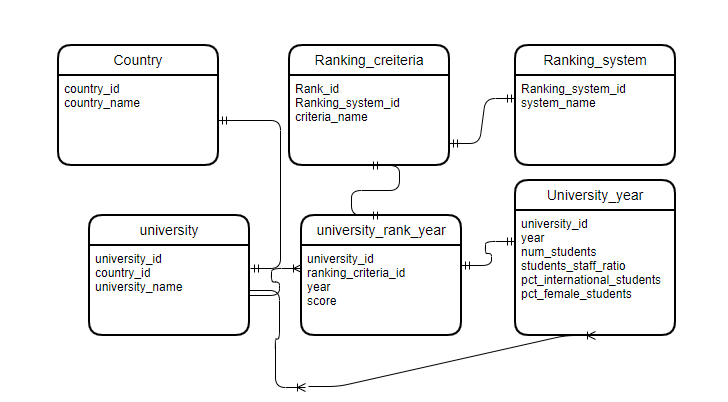 Country
country_id
country_name
Ranking_creiteria
Rank_id
Ranking_system_id
criteria_name
Ranking_system
Ranking_system_id
system_name
university
university_id
country_id
university_name
university_rank_year
university_id
ranking_criteria_id
year
score
University_year
university_id
year
num_students
students_staff_ratio
pct_international_students
pct_female_students